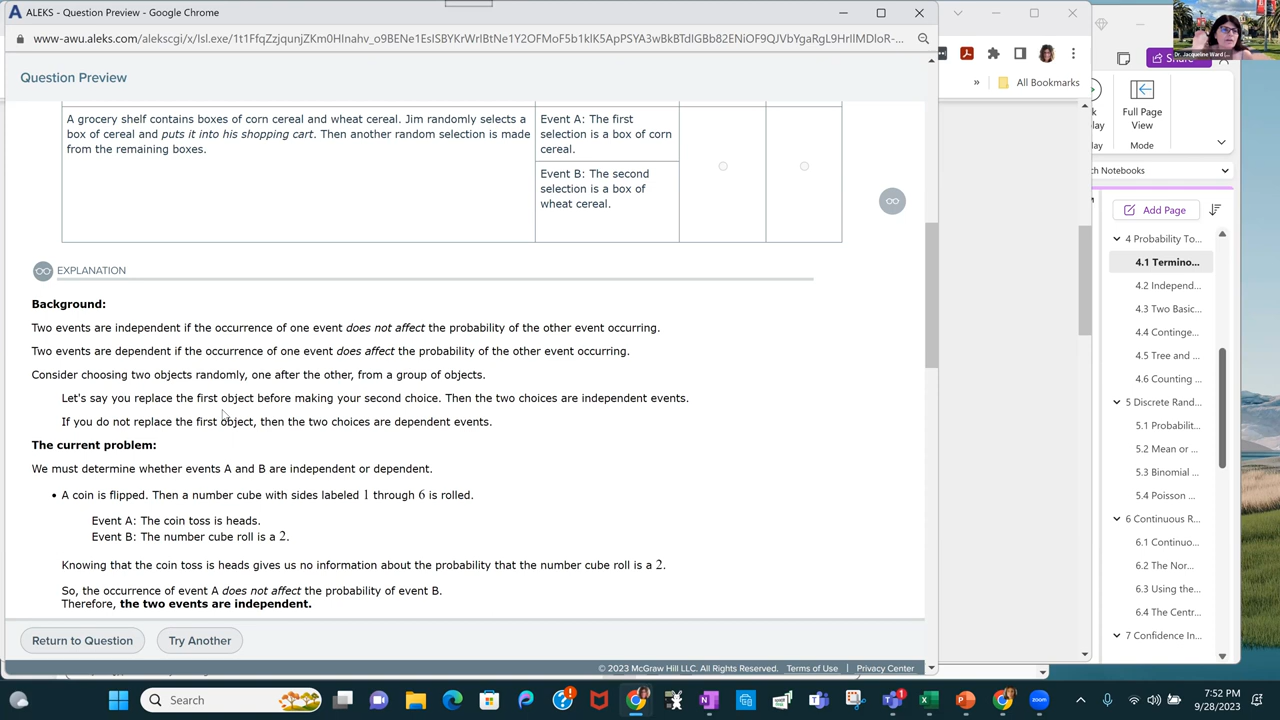 ALEKS - Question Preview - Google Chrome
Question Preview
A grocery shelf contains boxes of corn cereal and wheat cereal. Jim randomly selects a
box of cereal and puts it into his shopping cart. Then another random selection is made
from the remaining boxes.
Event A: The first
selection is a box of corn
cereal.
Event B: The second
selection is a box of
wheat cereal.
EXPLANATION
Background:
Two events are independent if the occurrence of one event does not affect the probability of the other event occurring.
Two events are dependent if the occurrence of one event does affect the probability of the other event occurring.
Consider choosing two objects randomly, one after the other, from a group of objects.
Let's say you replace the first object before making your second choice. Then the two choices are independent events.
If you do not replace the first object, then the two choices are dependent events.
The current problem:
We must determine whether events A and B are independent or dependent.
• A coin is flipped. Then a number cube with sides labeled 1 through 6 is rolled.
Event A: The coin toss is heads.
Event B: The number cube roll is a 2.
Knowing that the coin toss is heads gives us no information about the probability that the number cube roll is a 2.
So, the occurrence of event A does not affect the probability of event B.
Therefore, the two events are independent.
Return to Question
Try Another
© 2023 McGraw Hill LLC. All Rights Reserved.
Terms of Use
Privacy Center
» All Bookmarks
Dr. Jacqueline Ward
Share
play
Full Page
View
lay
Mode
ch Notebooks
Add Page
4 Probability To...
4.1 Termino...
4.2 Independ...
4.3 Two Basic...
4.4 Continge...
4.5 Tree and ...
4.6 Counting ...
5 Discrete Rand...
5.1 Probabilit...
5.2 Mean or ...
5.3 Binomial ...
5.4 Poisson ...
6 Continuous R...
6.1 Continuo...
6.2 The Nor...
6.3 Using the...
6.4 The Centr...
7 Confidence In...
Search
7:52 PM
9/28/2023